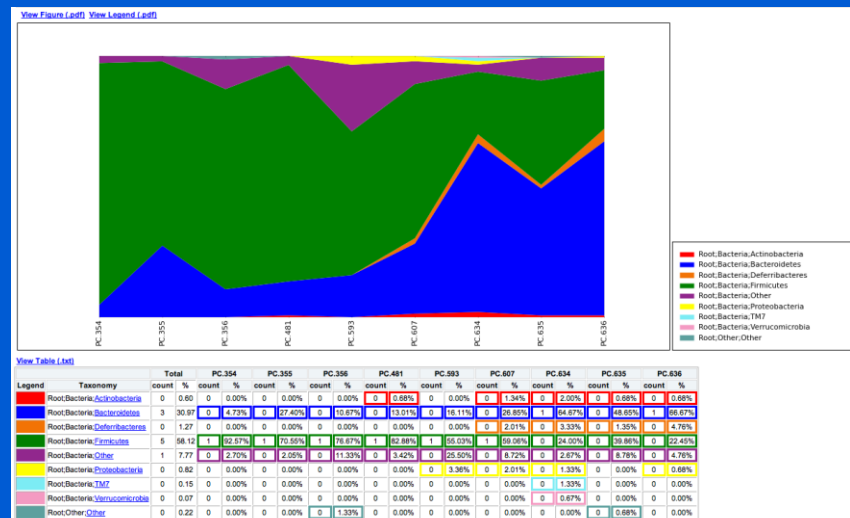 View Figure (.pdf) View Legend (.pdf)
PC.354 PC.355 PC.356 PC.481 PC.593 PC.607 PC.634 PC.635 PC.636
Root;Bacteria;Actinobacteria
Root;Bacteria;Bacteroidetes
Root;Bacteria;Deferribacteres
Root;Bacteria;Firmicutes
Root;Bacteria;Other
Root;Bacteria;Proteobacteria
Root;Bacteria;TM7
Root;Bacteria;Verrucomicrobia
Root;Other;Other
View Table (.txt)
Total PC.354 PC.355 PC.356 PC.481 PC.593 PC.607 PC.634 PC.635 PC.636
Legend Taxonomy count % count % count % count % count % count % count % count % count % count %
Root;Bacteria;Actinobacteria 0 0.60 0 0.00% 0 0.00% 0 0.00% 0 0.68% 0 0.00% 0 1.34% 0 2.00% 0 0.68% 0 0.68%
Root;Bacteria;Bacteroidetes 3 30.97 0 4.73% 0 27.40% 0 10.67% 0 13.01% 0 16.11% 0 26.85% 1 64.67% 0 48.65% 1 66.67%
Root;Bacteria;Deferribacteres 0 1.27 0 0.00% 0 0.00% 0 0.00% 0 0.00% 0 0.00% 0 2.01% 0 3.33% 0 1.35% 0 4.76%
Root;Bacteria;Firmicutes 5 58.12 1 92.57% 1 70.55% 1 76.67% 1 82.88% 1 55.03% 1 59.06% 0 24.00% 0 39.86% 0 22.45%
Root;Bacteria;Other 1 7.77 0 2.70% 0 2.05% 0 11.33% 0 3.42% 0 25.50% 0 8.72% 0 2.67% 0 8.78% 0 4.76%
Root;Bacteria;Proteobacteria 0 0.82 0 0.00% 0 0.00% 0 0.00% 0 0.00% 0 3.36% 0 2.01% 0 1.33% 0 0.00% 0 0.68%
Root;Bacteria;TM7 0 0.15 0 0.00% 0 0.00% 0 0.00% 0 0.00% 0 0.00% 0 0.00% 0 1.33% 0 0.00% 0 0.00%
Root;Bacteria;Verrucomicrobia 0 0.07 0 0.00% 0 0.00% 0 0.00% 0 0.00% 0 0.00% 0 0.00% 0 0.67% 0 0.00% 0 0.00%
Root;Other;Other 0 0.22 0 0.00% 0 0.00% 0 1.33% 0 0.00% 0 0.00% 0 0.00% 0 0.00% 0 0.68% 0 0.00%